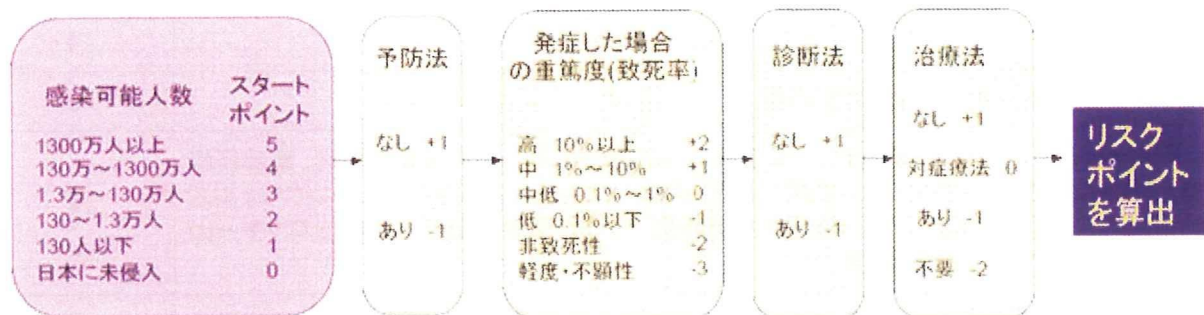 感染可能人数 スタートポイント
1300万人以上 5
130万～1300万人 4
1.3万～130万人 3
130～1.3万人 2
130人以下 1
日本に未侵入 0
予防法
なし +1
あり -1
発症した場合
の重篤度(致死率)
高 10%以上 +2
中 1%～10% +1
中低 0.1%～1% 0
低 0.1%以下 -1
非致死性 -2
軽度・不顕性 -3
診断法
なし +1
あり -1
治療法
なし +1
対症療法 0
あり -1
不要 -2
リスク
ポイント
を算出